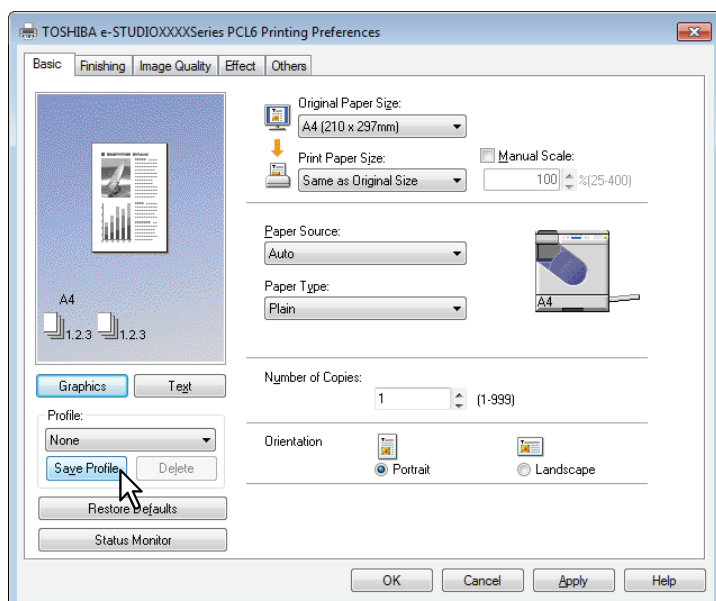 TOSHIBA e-STUDIOXXXXSeries PCL6 Printing Preferences
Basic
Finishing
Image Quality
Effect
Others
A4
1.2.3
1.2.3
Graphics
Text
Profile:
None
Save Profile
Delete
Restore Defaults
Status Monitor
Original Paper Size:
A4 (210 x 297mm)
Print Paper Size:
Same as Original Size
Manual Scale:
100 %(25-400)
Paper Source:
Auto
Paper Type:
Plain
A4
Number of Copies:
1 (1-999)
Orientation
Portrait
Landscape
OK
Cancel
Apply
Help